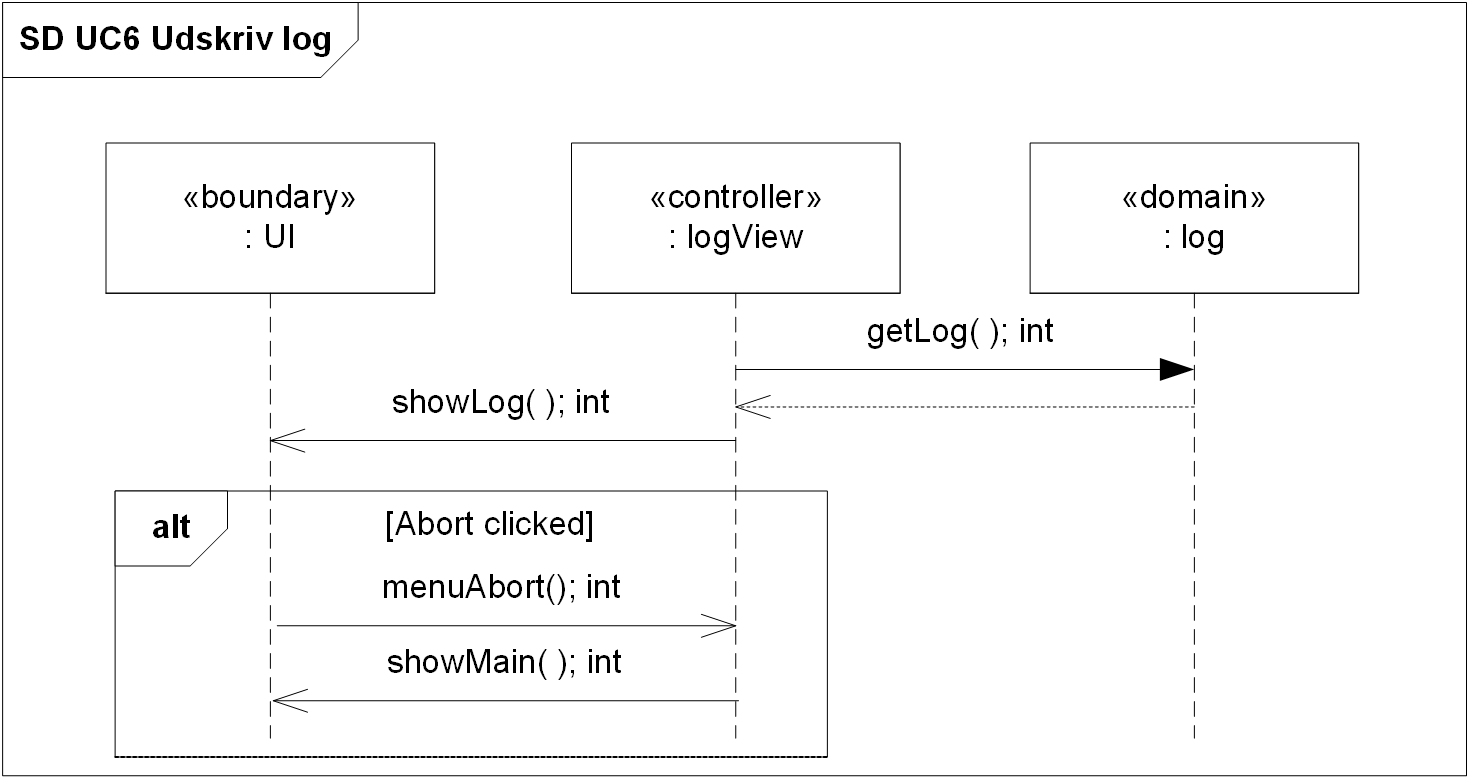 SD UC6 Udskriv log
«boundary»
: UI
«controller»
: logView
«domain»
: log
getLog( ); int
showLog( ); int
alt
[Abort clicked]
menuAbort(); int
showMain( ); int